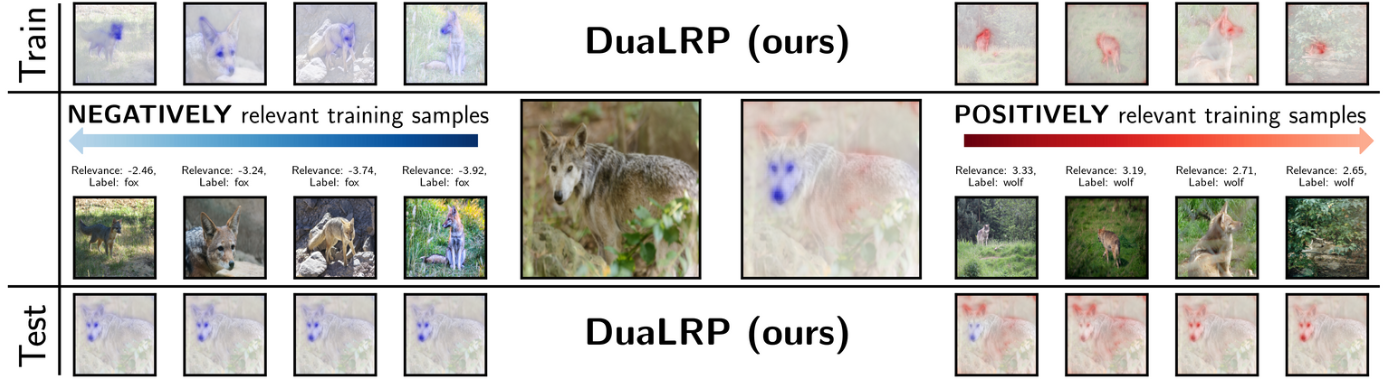 Train
DuaLRP (ours)
NEGATIVELY relevant training samples
POSITIVELY relevant training samples
Relevance: -2.46,
Label: fox
Relevance: -3.24,
Label: fox
Relevance: -3.74,
Label: fox
Relevance: -3.92,
Label: fox
Relevance: 3.33,
Label: wolf
Relevance: 3.19,
Label: wolf
Relevance: 2.71,
Label: wolf
Relevance: 2.65,
Label: wolf
Test
DuaLRP (ours)